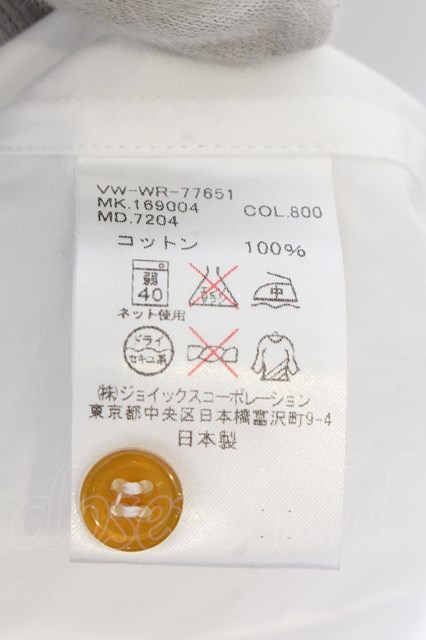 VW-WR-77651
MK.169004 COL.800
MD.7204
コットン 100%
弱 中
40
ネット使用
ドライ
セキユ系
㈱ジョイックスコーポレーション
東京都中央区日本橋富沢町9-4
日本製